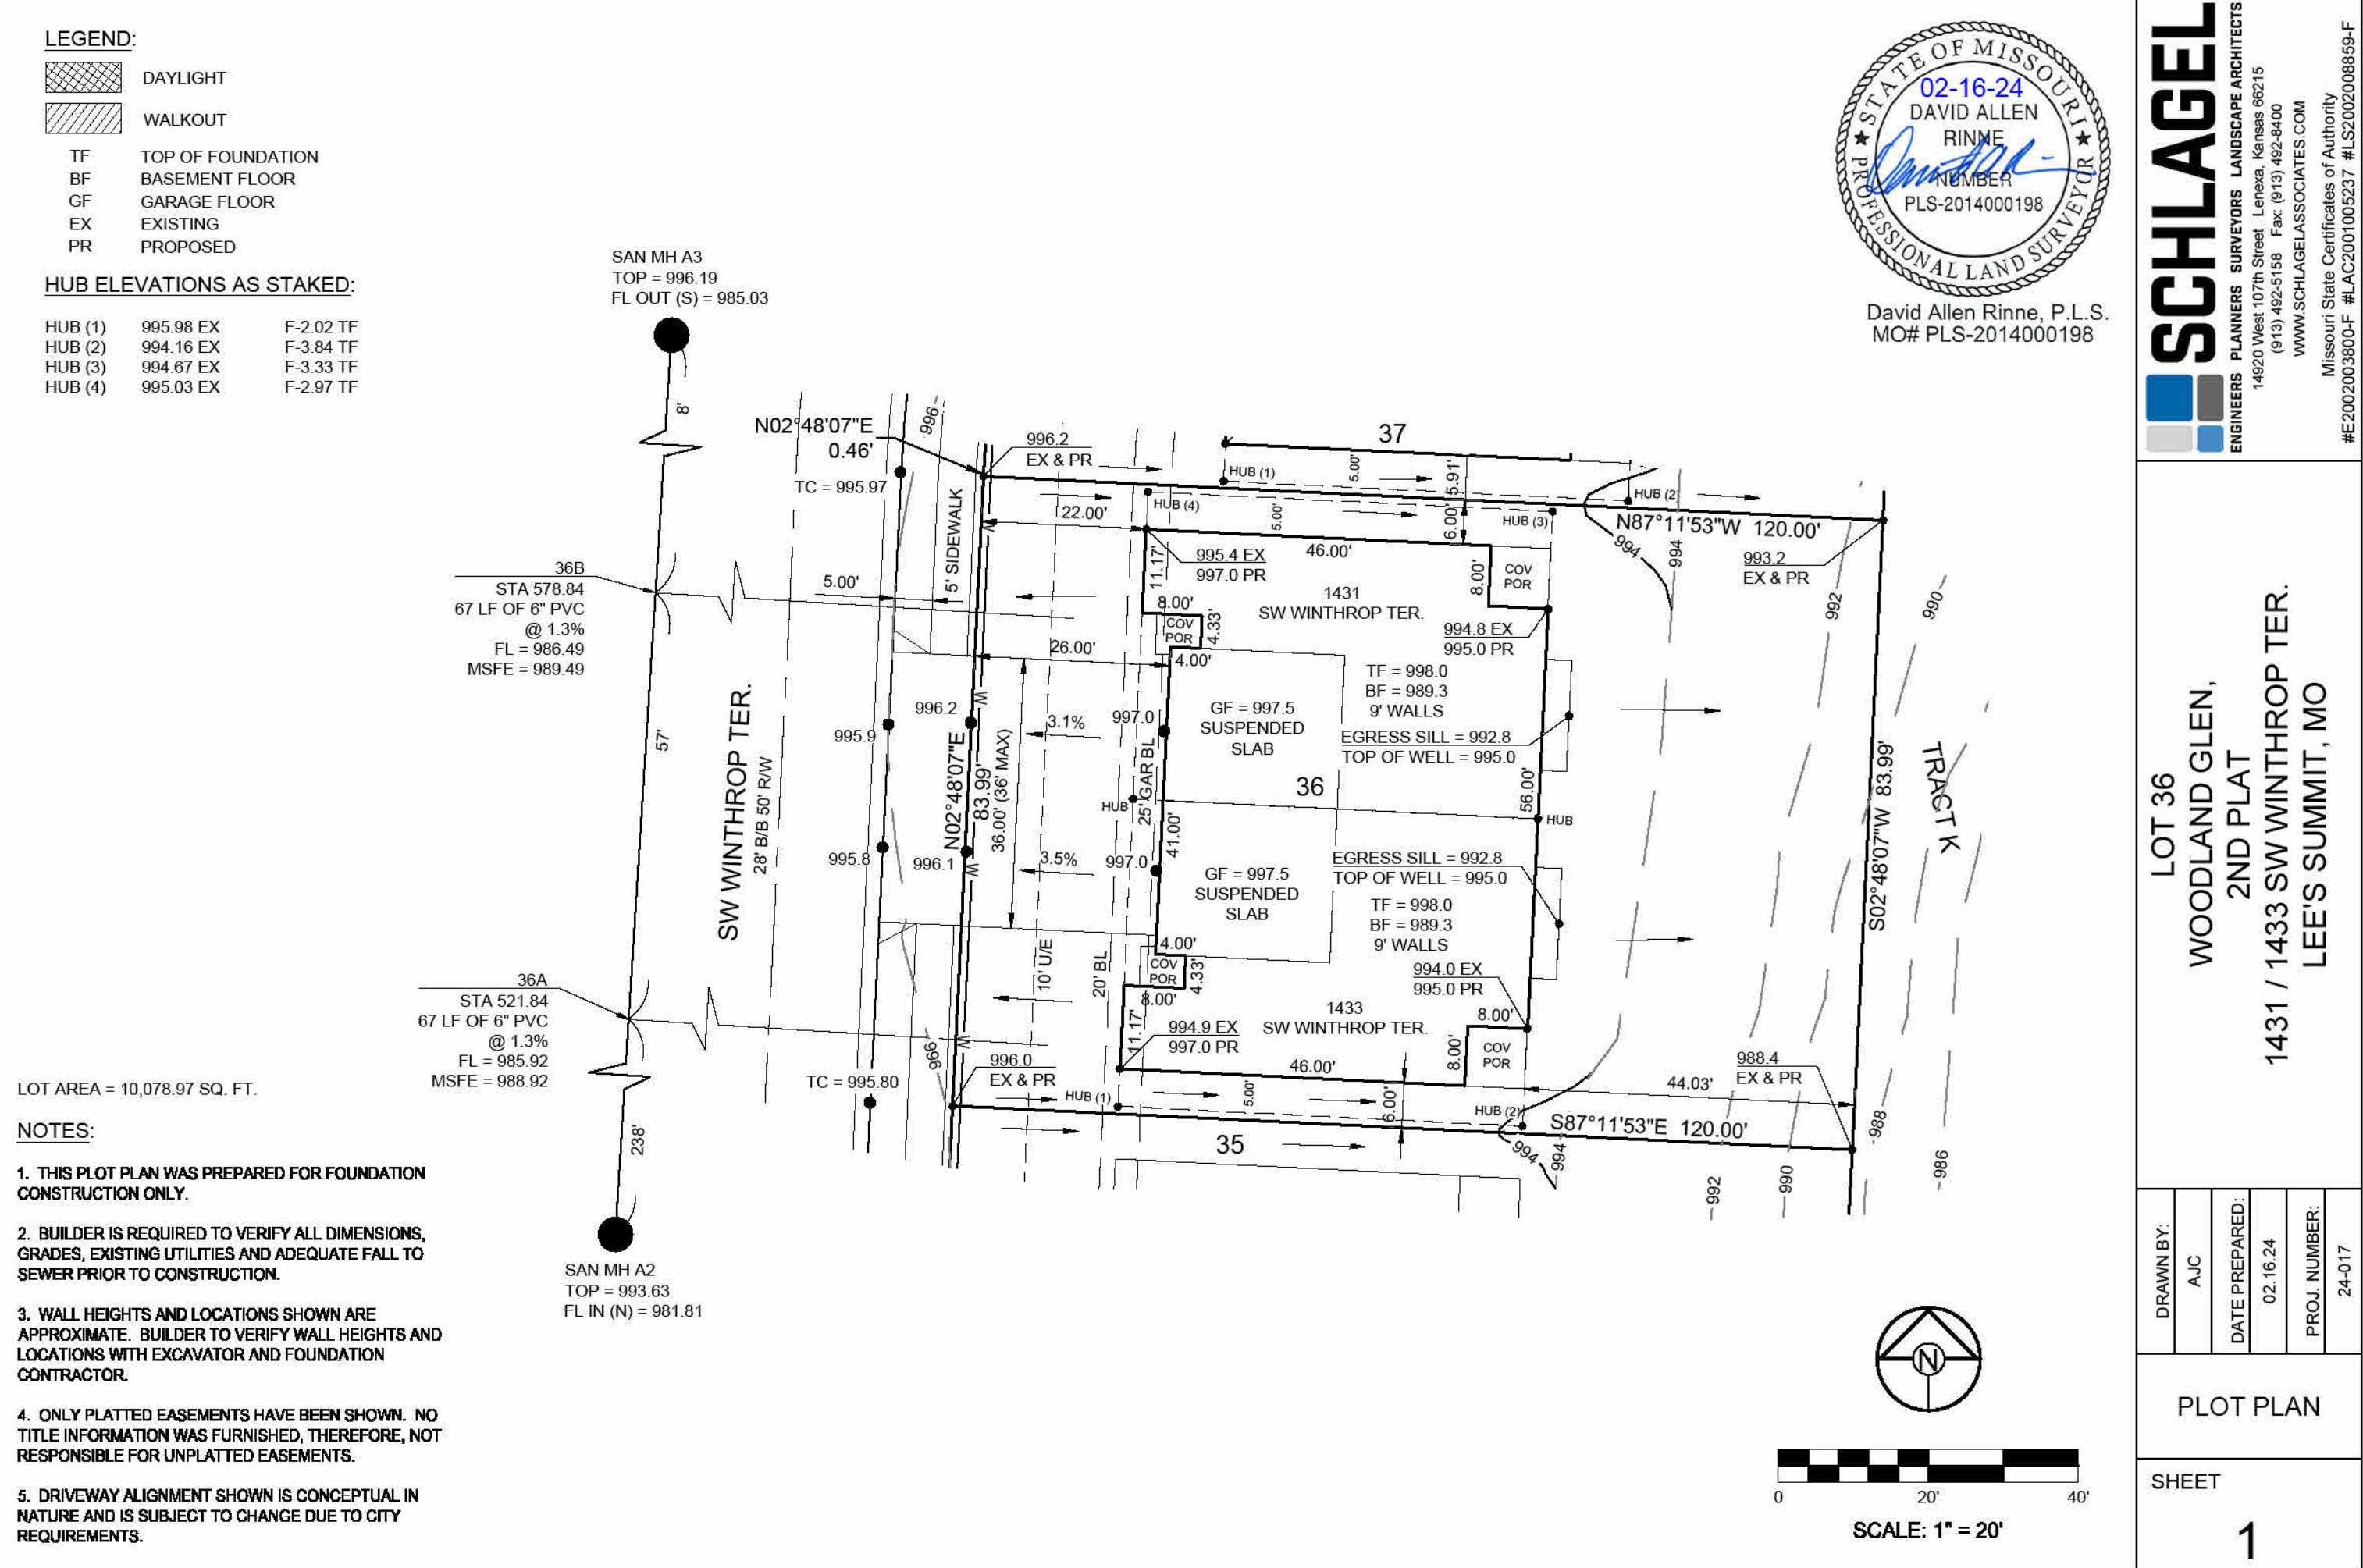 LEGEND:
DAYLIGHT
WALKOUT
TF TOP OF FOUNDATION
BF BASEMENT FLOOR
GF GARAGE FLOOR
EX EXISTING
PR PROPOSED
HUB ELEVATIONS AS STAKED:
HUB (1) 995.98 EX F-2.02 TF
HUB (2) 994.16 EX F-3.84 TF
HUB (3) 994.67 EX F-3.33 TF
HUB (4) 995.03 EX F-2.97 TF
SAN MH A3
TOP = 996.19
FL OUT (S) = 985.03
8'
57'
238'
36B
STA 578.84
67 LF OF 6" PVC
@ 1.3%
FL = 986.49
MSFE = 989.49
36A
STA 521.84
67 LF OF 6" PVC
@ 1.3%
FL = 985.92
MSFE = 988.92
SAN MH A2
TOP = 993.63
FL IN (N) = 981.81
SW WINTHROP TER.
28' B/B 50' R/W
N02°48'07"E
0.46'
TC = 995.97
996
996.2
EX & PR
5' SIDEWALK
5.00'
22.00'
26.00'
W
37
HUB (1)
5.00'
5.91'
HUB (2)
HUB (4)
5.00'
6.00'
HUB (3)
N87°11'53"W 120.00'
994
994
993.2
EX & PR
992
990
11.17'
995.4 EX
997.0 PR
46.00'
8.00'
COV
POR
1431
SW WINTHROP TER.
8.00'
COV
POR
4.33'
4.00'
994.8 EX
995.0 PR
TF = 998.0
BF = 989.3
9' WALLS
GF = 997.5
SUSPENDED
SLAB
EGRESS SILL = 992.8
TOP OF WELL = 995.0
996.2
W
3.1%
997.0
995.9
N02°48'07"E
83.99'
36.00' (36' MAX)
25' GAR BL
HUB
36
56.00'
HUB
S02°48'07"W 83.99'
TRACT K
41.00'
995.8
996.1
W
3.5%
997.0
GF = 997.5
SUSPENDED
SLAB
EGRESS SILL = 992.8
TOP OF WELL = 995.0
TF = 998.0
BF = 989.3
9' WALLS
10' U/E
20' BL
4.00'
COV
POR
4.33'
8.00'
994.0 EX
995.0 PR
1433
SW WINTHROP TER.
8.00'
11.17'
994.9 EX
997.0 PR
46.00'
8.00'
COV
POR
996
W
996.0
EX & PR
TC = 995.80
HUB (1)
5.00'
6.00'
HUB (2)
44.03'
988.4
EX & PR
S87°11'53"E 120.00'
35
994
994
992
990
988
986
LOT AREA = 10,078.97 SQ. FT.
NOTES:
1. THIS PLOT PLAN WAS PREPARED FOR FOUNDATION
CONSTRUCTION ONLY.
2. BUILDER IS REQUIRED TO VERIFY ALL DIMENSIONS,
GRADES, EXISTING UTILITIES AND ADEQUATE FALL TO
SEWER PRIOR TO CONSTRUCTION.
3. WALL HEIGHTS AND LOCATIONS SHOWN ARE
APPROXIMATE. BUILDER TO VERIFY WALL HEIGHTS AND
LOCATIONS WITH EXCAVATOR AND FOUNDATION
CONTRACTOR.
4. ONLY PLATTED EASEMENTS HAVE BEEN SHOWN. NO
TITLE INFORMATION WAS FURNISHED, THEREFORE, NOT
RESPONSIBLE FOR UNPLATTED EASEMENTS.
5. DRIVEWAY ALIGNMENT SHOWN IS CONCEPTUAL IN
NATURE AND IS SUBJECT TO CHANGE DUE TO CITY
REQUIREMENTS.
STATE OF MISSOURI
02-16-24
DAVID ALLEN
RINNE
NUMBER
PLS-2014000198
PROFESSIONAL LAND SURVEYOR
David Allen Rinne, P.L.S.
MO# PLS-2014000198
N
0 20' 40'
SCALE: 1" = 20'
SCHLAGEL
ENGINEERS PLANNERS SURVEYORS LANDSCAPE ARCHITECTS
14920 West 107th Street Lenexa, Kansas 66215
(913) 492-5158 Fax: (913) 492-8400
WWW.SCHLAGELASSOCIATES.COM
Missouri State Certificates of Authority
#E2002003800-F #LAC2001005237 #LS2002008859-F
LOT 36
WOODLAND GLEN,
2ND PLAT
1431 / 1433 SW WINTHROP TER.
LEE'S SUMMIT, MO
DRAWN BY:
AJC
DATE PREPARED:
02.16.24
PROJ. NUMBER:
24-017
PLOT PLAN
SHEET
1